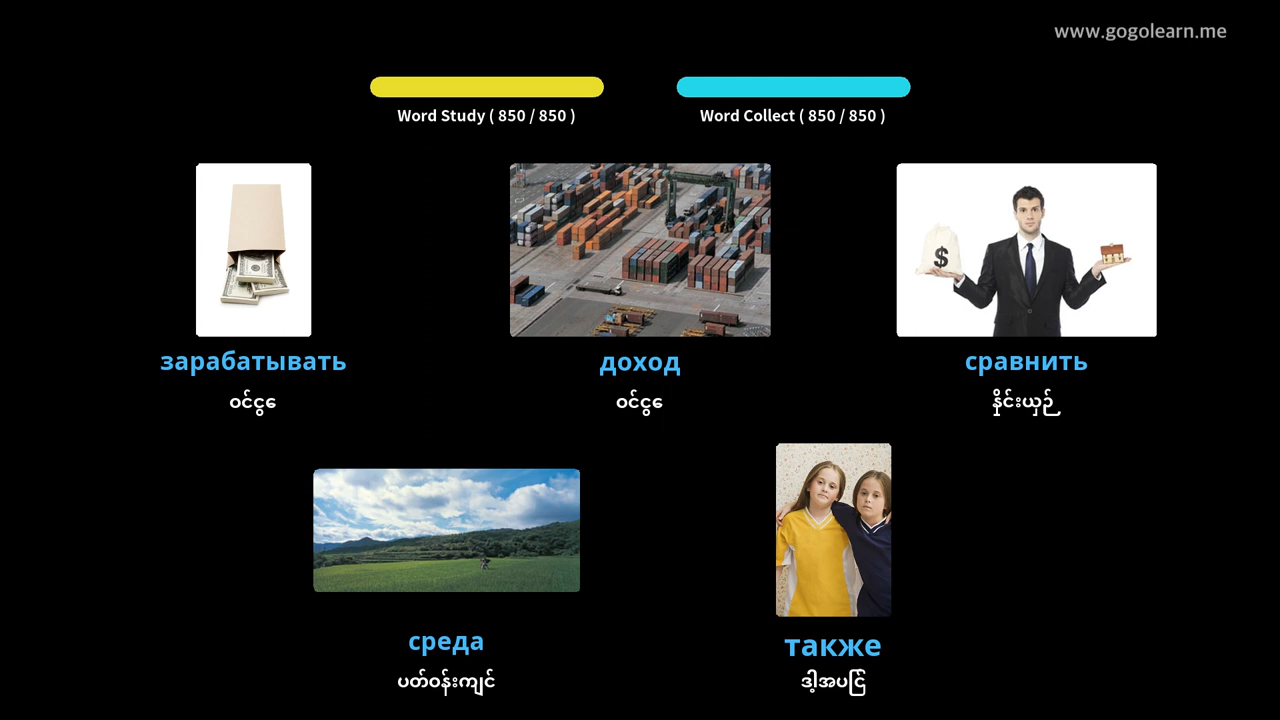 www.gogolearn.me
Word Study ( 850 / 850 )
Word Collect ( 850 / 850 )
зарабатывать
ဝင်ငွေ
доход
ဝင်ငွေ
сравнить
နှိုင်းယှဉ်
среда
ပတ်ဝန်းကျင်
также
ဒါ့အပြင်